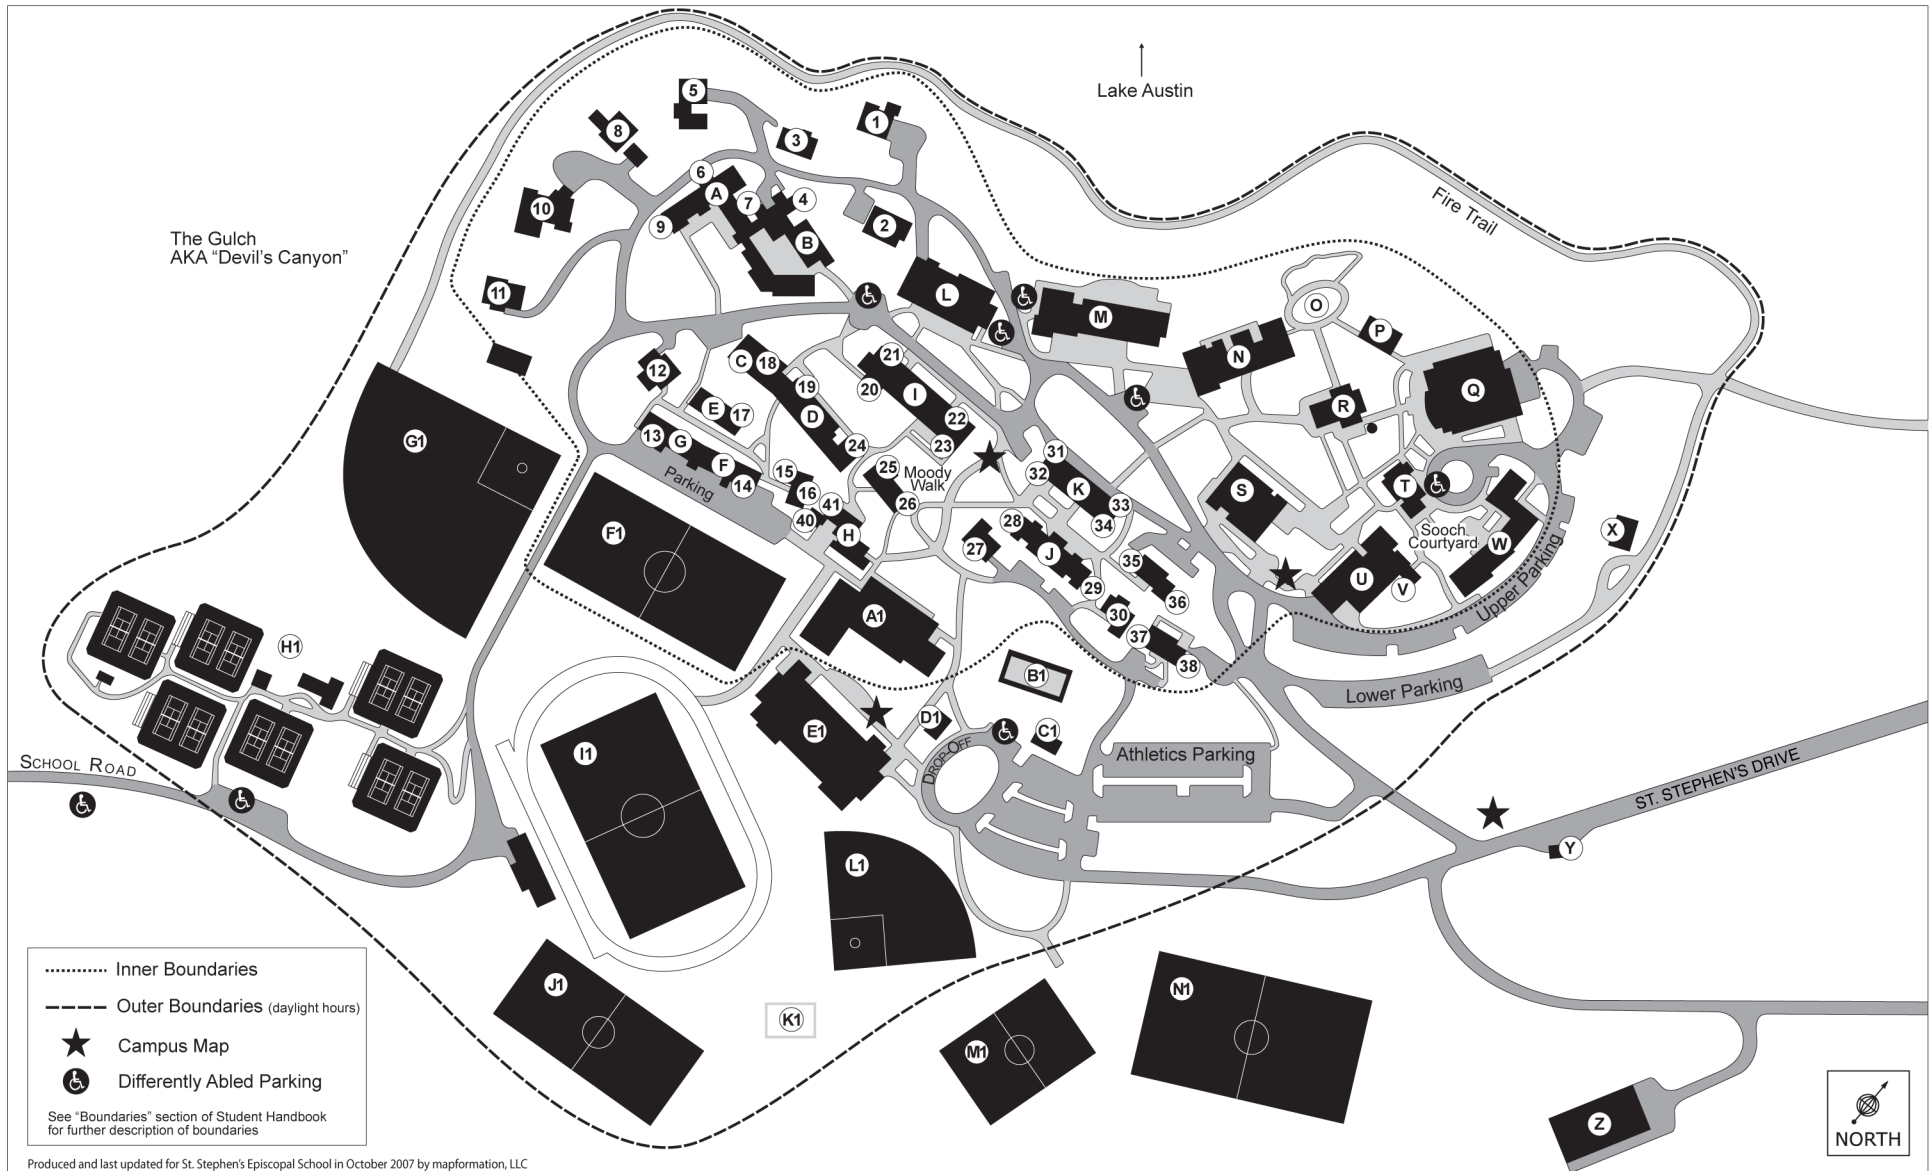 Lake Austin
5
1
8
3
6
A
7
4
10
9
2
B
Fire Trail
The Gulch
AKA “Devil’s Canyon”
11
L
M
O
P
N
21
C
18
12
19
20
I
Q
E
17
D
22
R
13
G
24
23
G1
F
15
25
Moody
Walk
31
32
14
16
26
K
S
T
Parking
41
40
33
34
F1
H
28
Sooch
Courtyard
W
X
27
J
35
U
V
29
36
Upper Parking
A1
30
37
H1
38
B1
Lower Parking
D1
E1
C1
I1
DROP-OFF
Athletics Parking
SCHOOL ROAD
ST. STEPHEN'S DRIVE
Y
L1
J1
N1
K1
M1
Z
Inner Boundaries
Outer Boundaries (daylight hours)
Campus Map
Differently Abled Parking
See “Boundaries” section of Student Handbook
for further description of boundaries
NORTH
Produced and last updated for St. Stephen’s Episcopal School in October 2007 by mapformation, LLC